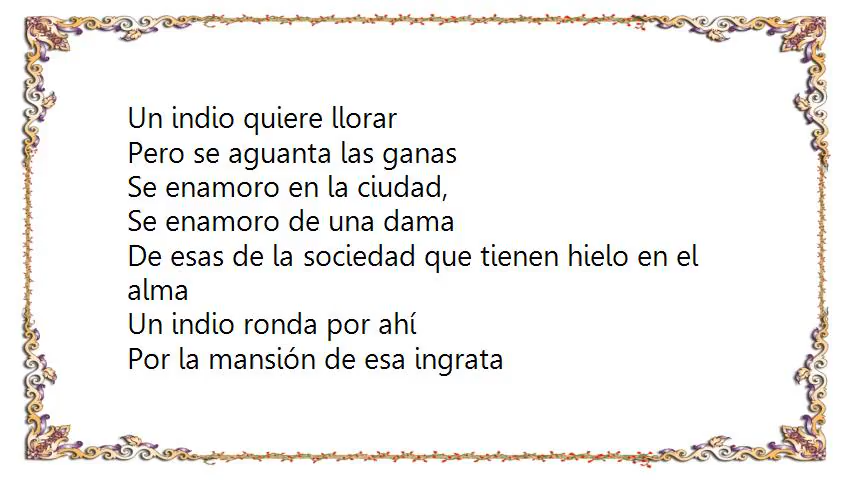 Un indio quiere llorar
Pero se aguanta las ganas
Se enamoro en la ciudad,
Se enamoro de una dama
De esas de la sociedad que tienen hielo en el
alma
Un indio ronda por ahí
Por la mansión de esa ingrata